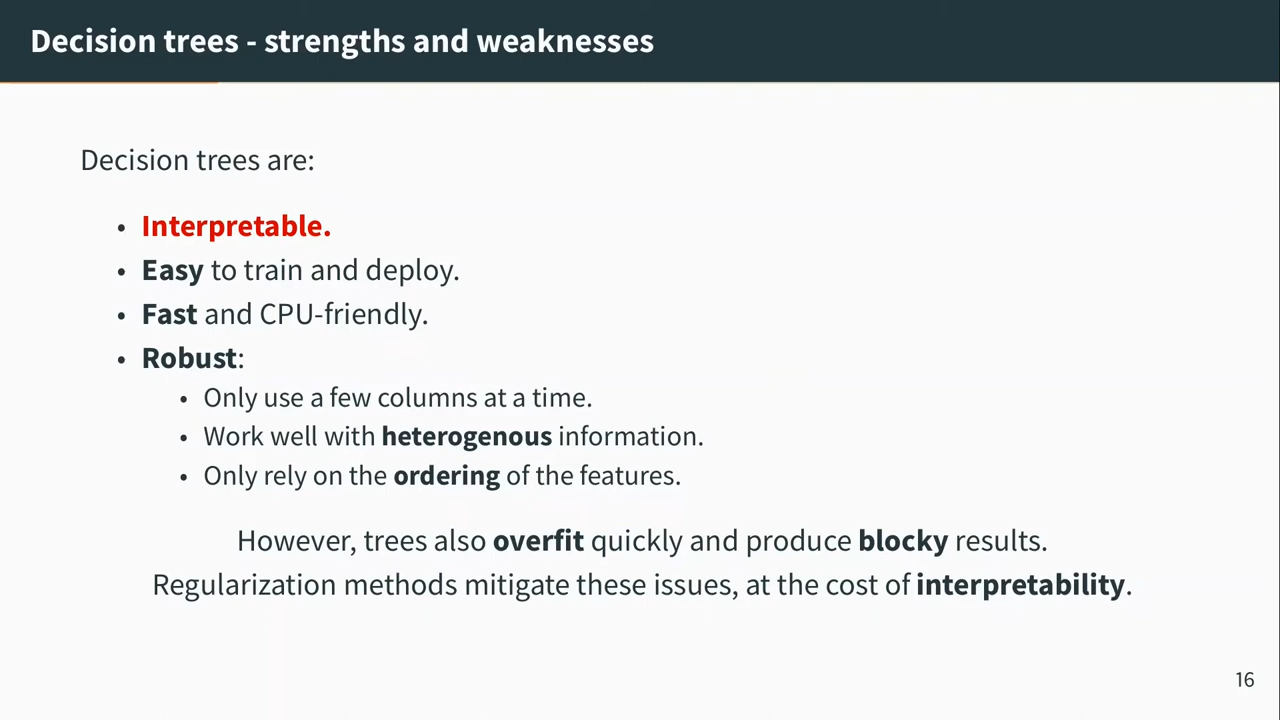 Decision trees - strengths and weaknesses
Decision trees are:
• Interpretable.
• Easy to train and deploy.
• Fast and CPU-friendly.
• Robust:
• Only use a few columns at a time.
• Work well with heterogenous information.
• Only rely on the ordering of the features.
However, trees also overfit quickly and produce blocky results.
Regularization methods mitigate these issues, at the cost of interpretability.
16